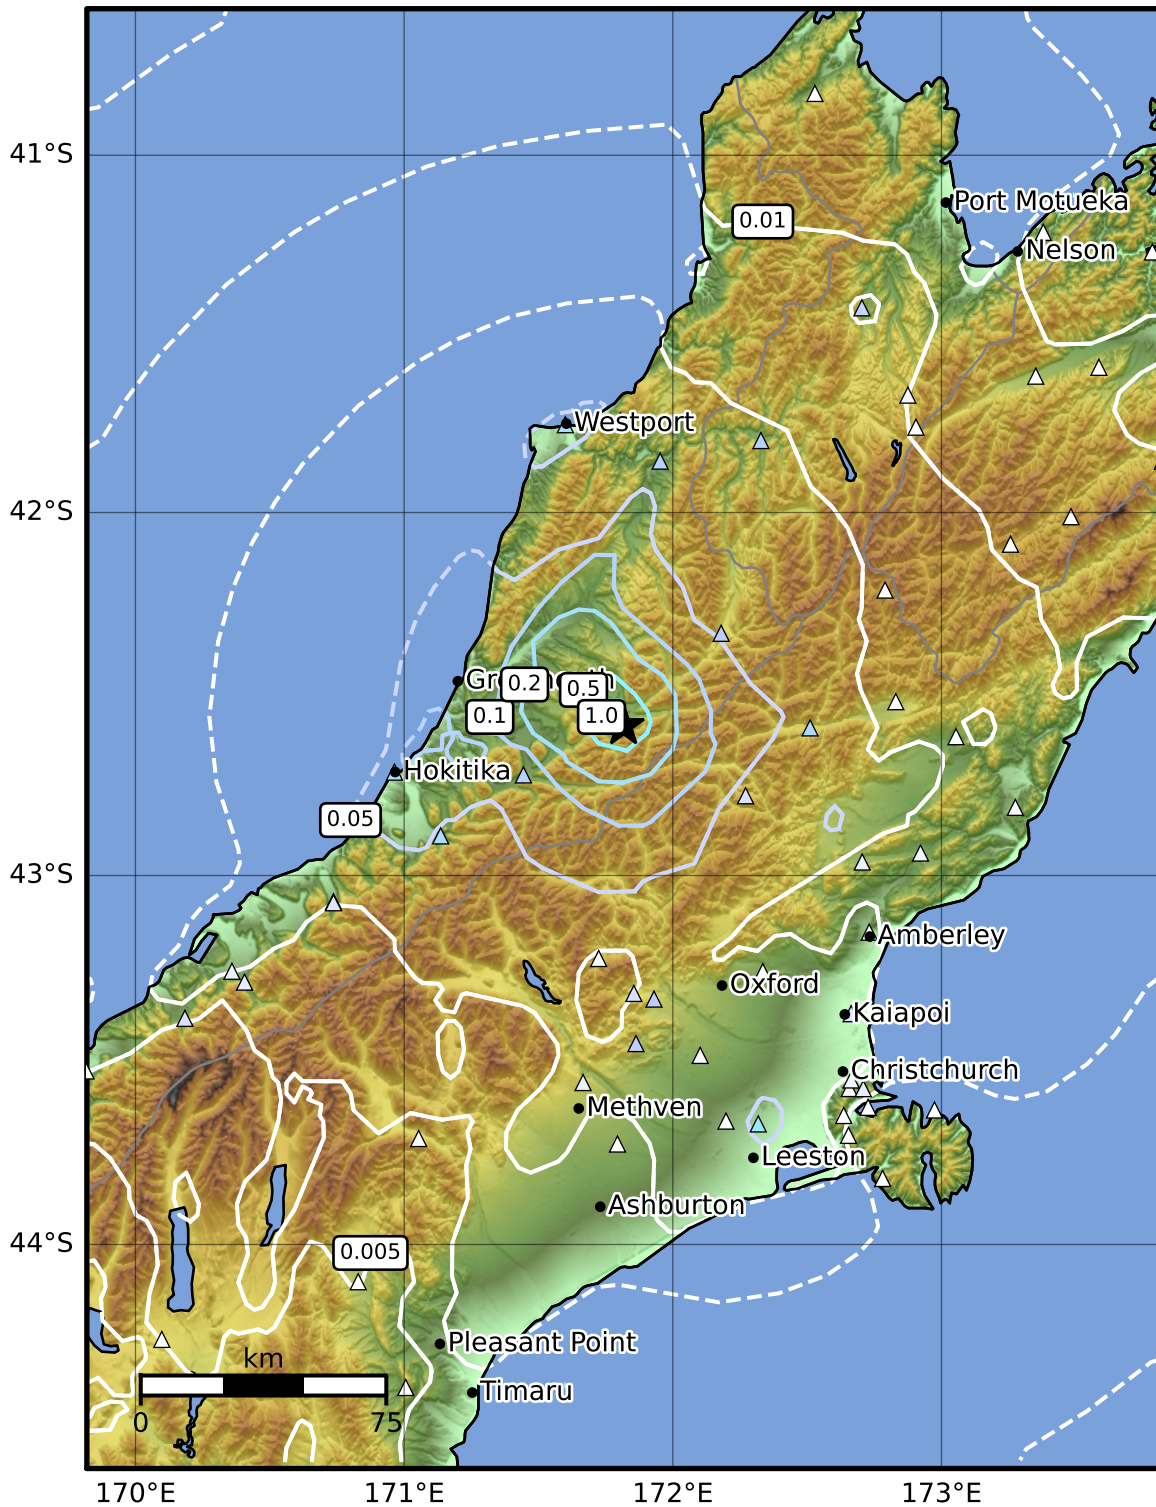 41°S
0.01
Port Motueka
Nelson
Westport
42°S
Gre
0.2
0.5
0.1
1.0
Hokitika
0.05
43°S
Amberley
Oxford
Kaiapoi
Christchurch
Methven
Leeston
Ashburton
44°S
0.005
Pleasant Point
km
Timaru
0
75
170°E
171°E
172°E
173°E